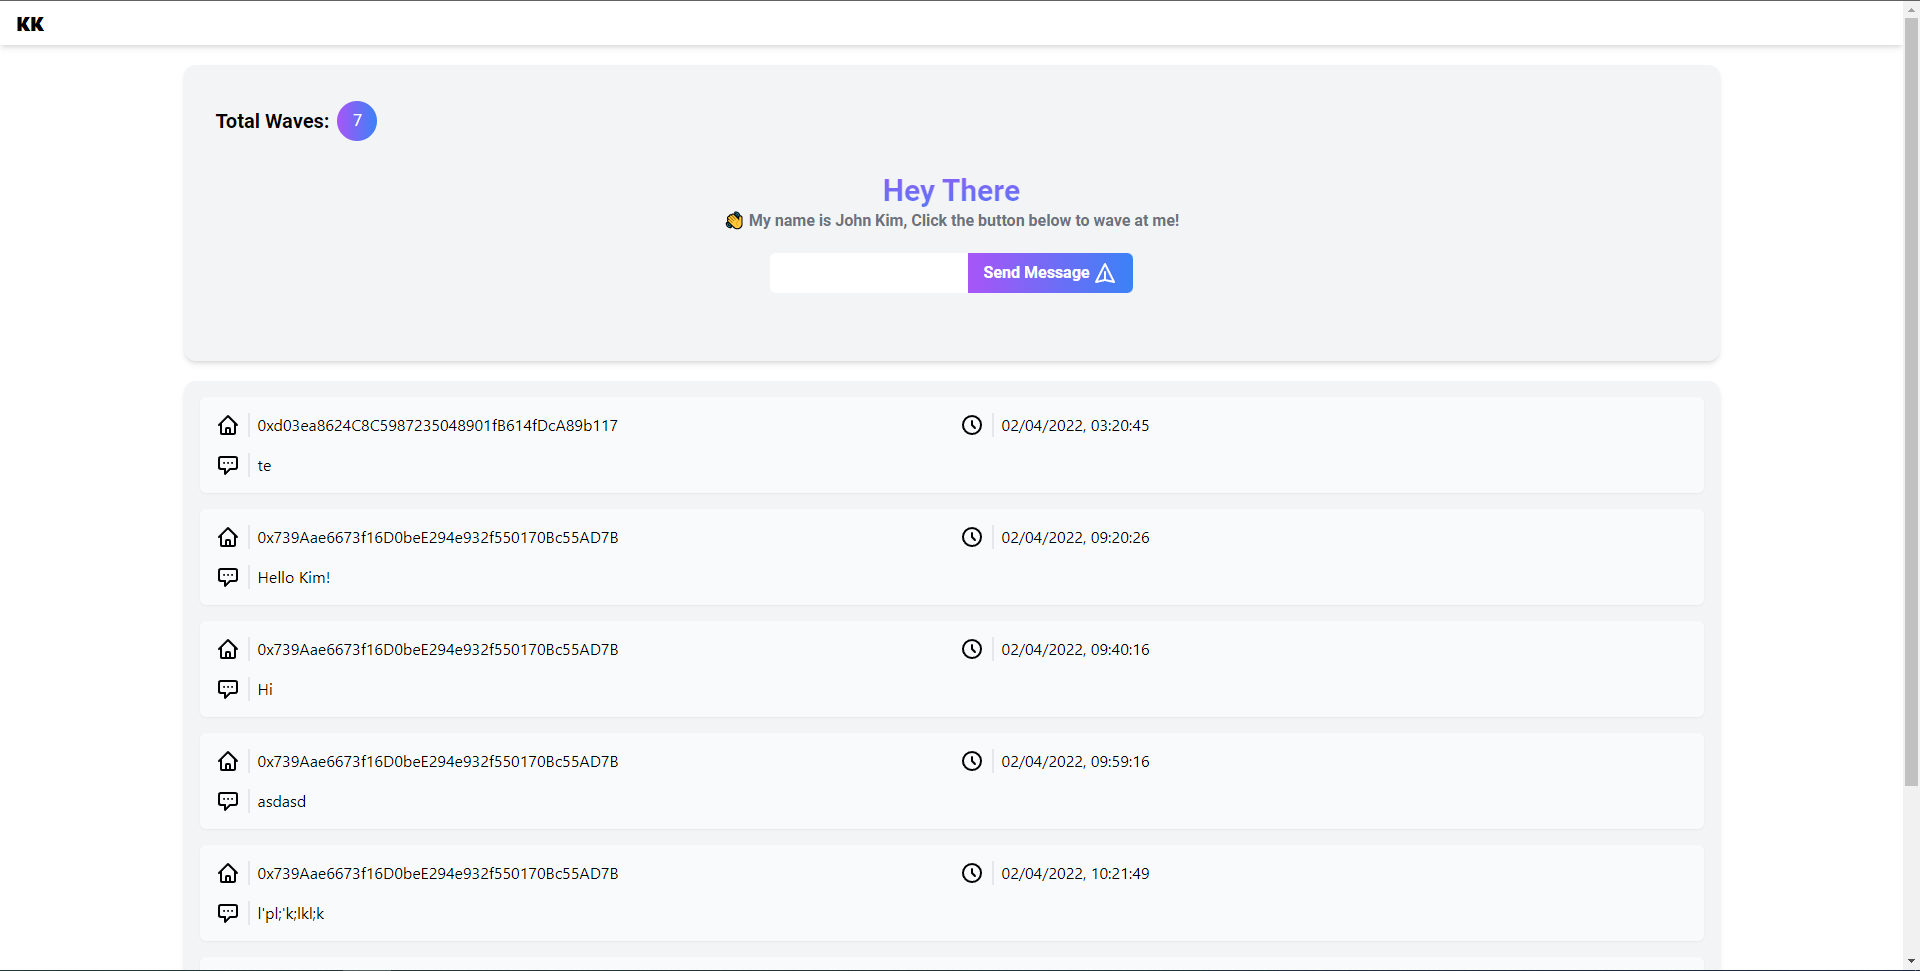 KK
Total Waves: 7
Hey There
👋 My name is John Kim, Click the button below to wave at me!
Send Message
0xd03ea8624C8C5987235048901fB614fDcA89b117 02/04/2022, 03:20:45
te
0x739Aae6673f16D0beE294e932f550170Bc55AD7B 02/04/2022, 09:20:26
Hello Kim!
0x739Aae6673f16D0beE294e932f550170Bc55AD7B 02/04/2022, 09:40:16
Hi
0x739Aae6673f16D0beE294e932f550170Bc55AD7B 02/04/2022, 09:59:16
asdasd
0x739Aae6673f16D0beE294e932f550170Bc55AD7B 02/04/2022, 10:21:49
l'pl;'k;lkl;k